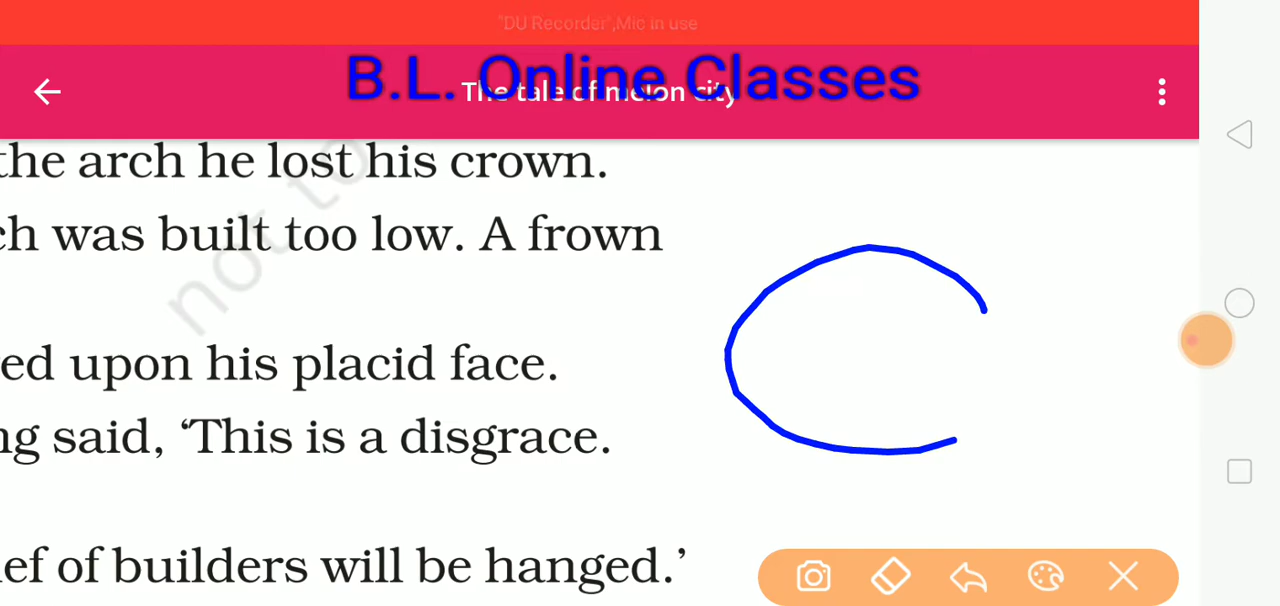 "DU Recorder",Mic in use
B.L. Online Classes
The tale of melon city
the arch he lost his crown.
ch was built too low. A frown
ed upon his placid face.
ng said, ‘This is a disgrace.
ef of builders will be hanged.’
not to